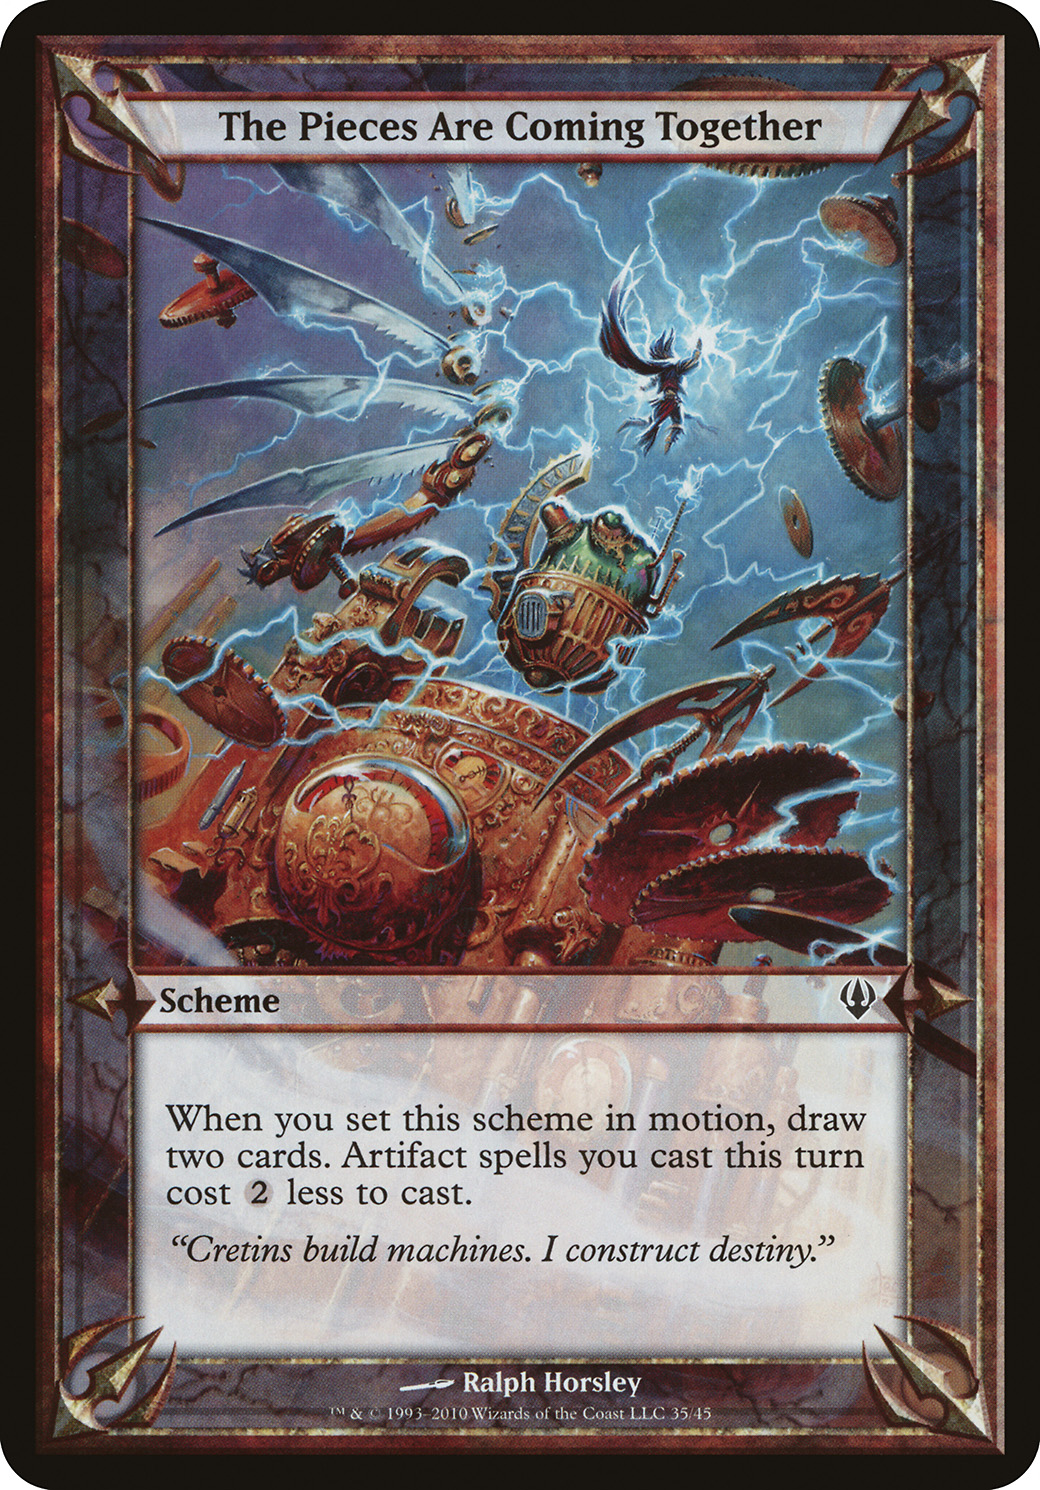 The Pieces Are Coming Together
Scheme
When you set this scheme in motion, draw
two cards. Artifact spells you cast this turn
cost 2 less to cast.
“Cretins build machines. I construct destiny.”
Ralph Horsley
™ & © 1993–2010 Wizards of the Coast LLC 35/45